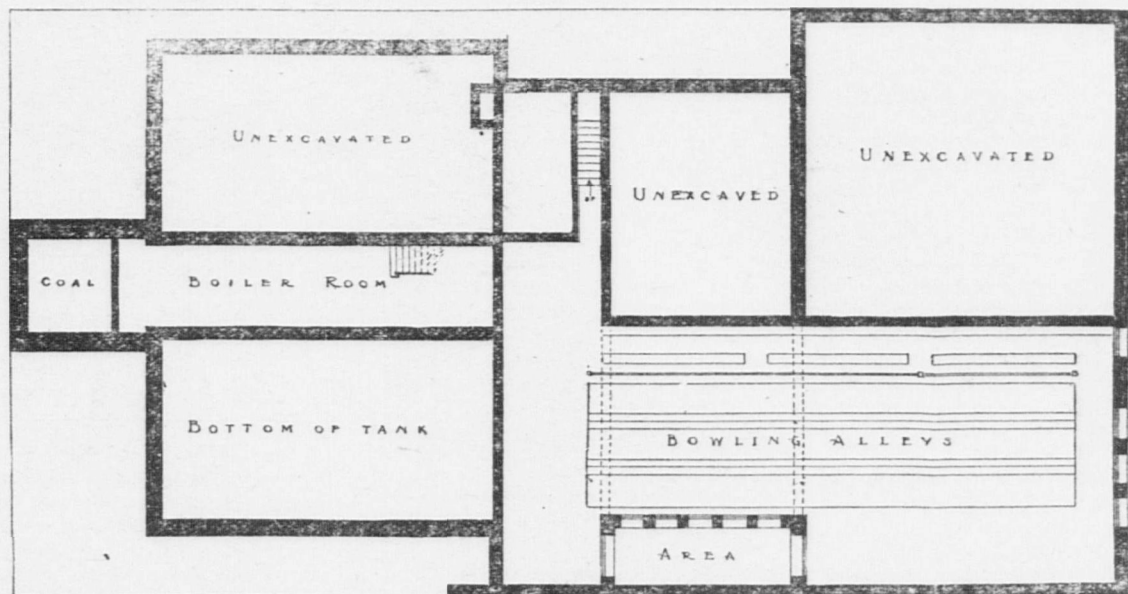 UNEXCAVATED
UNEXCAVATED
UNEXCAVED
COAL
BOILER ROOM
BOTTOM OF TANK
BOWLING ALLEYS
AREA